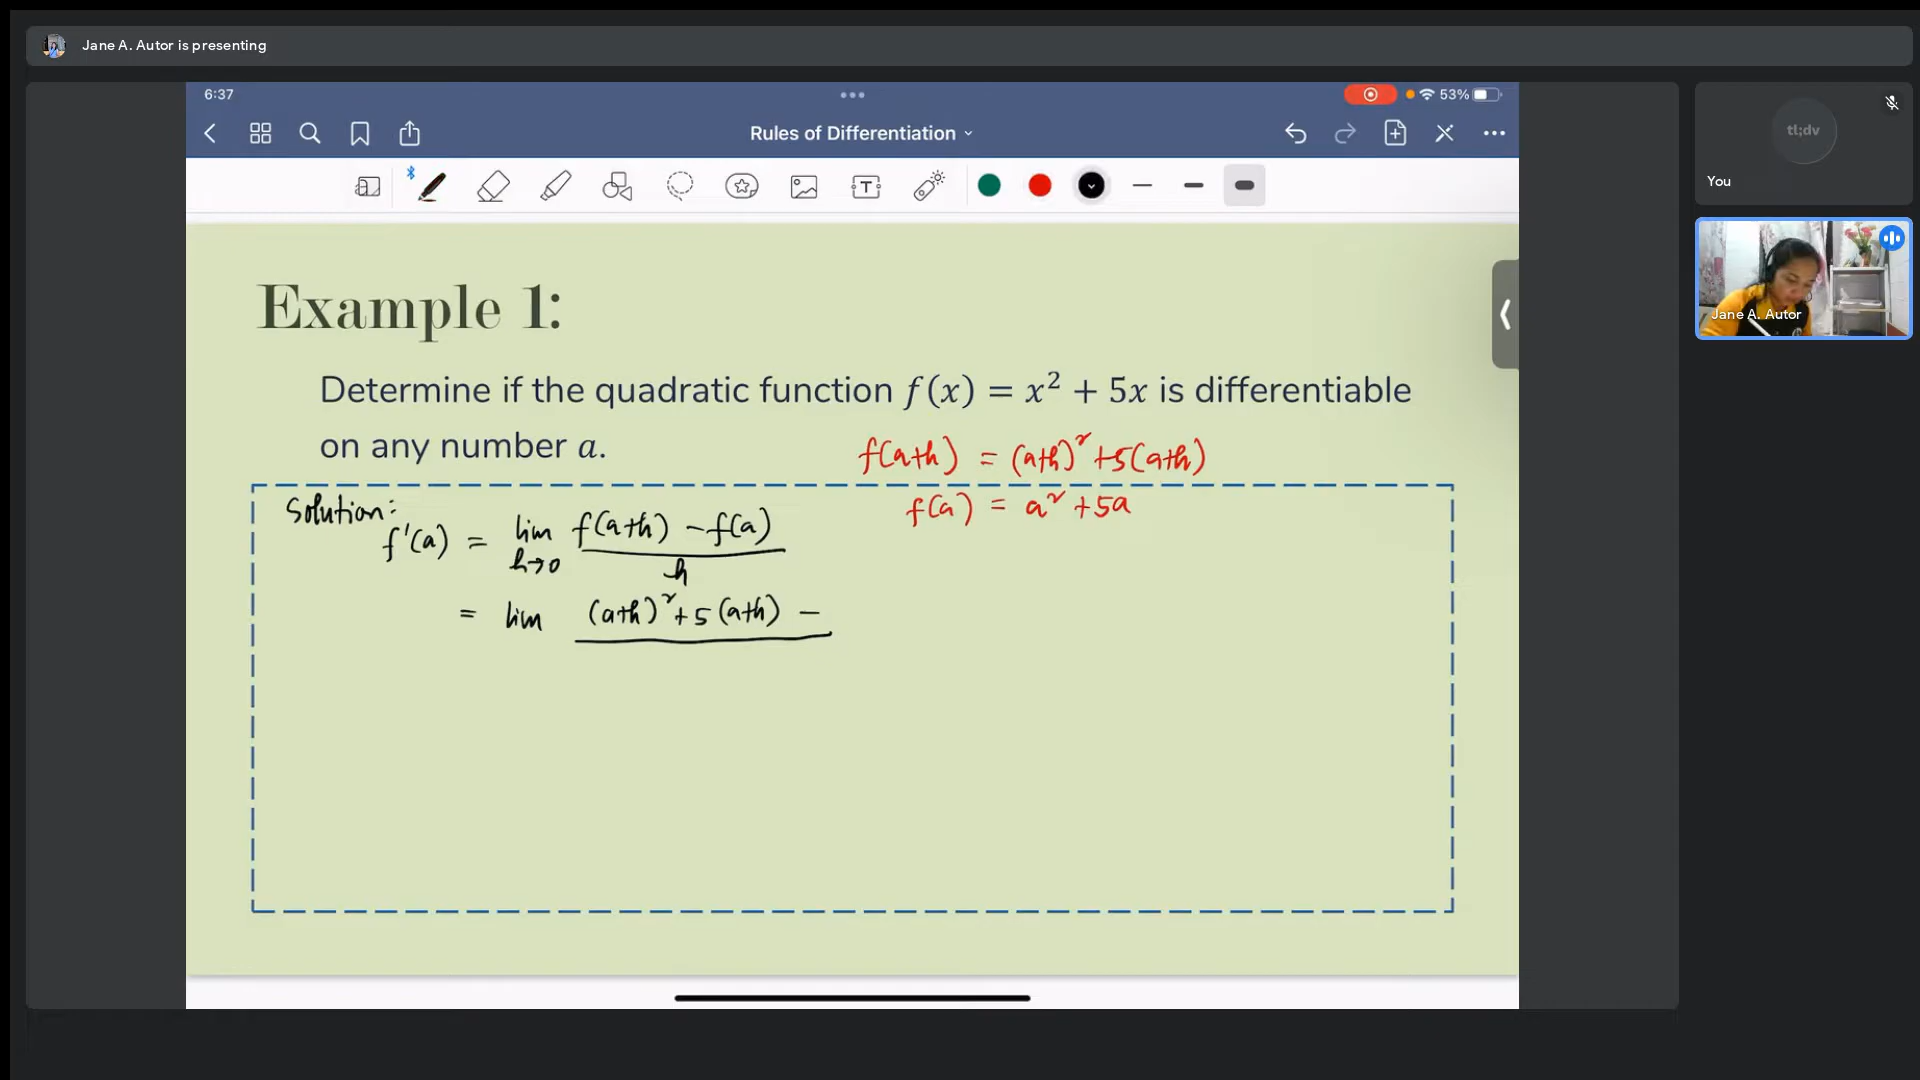 Jane A. Autor is presenting
6:37
53%
Rules of Differentiation
tl;dv
You
Jane A. Autor
Example 1:
Determine if the quadratic function f(x) = x² + 5x is differentiable
on any number a.
f(a+h) = (a+h)² + 5(a+h)
f(a) = a² + 5a
Solution:
f'(a) = lim h→0 f(a+h) - f(a) / h
= lim (a+h)² + 5(a+h) -